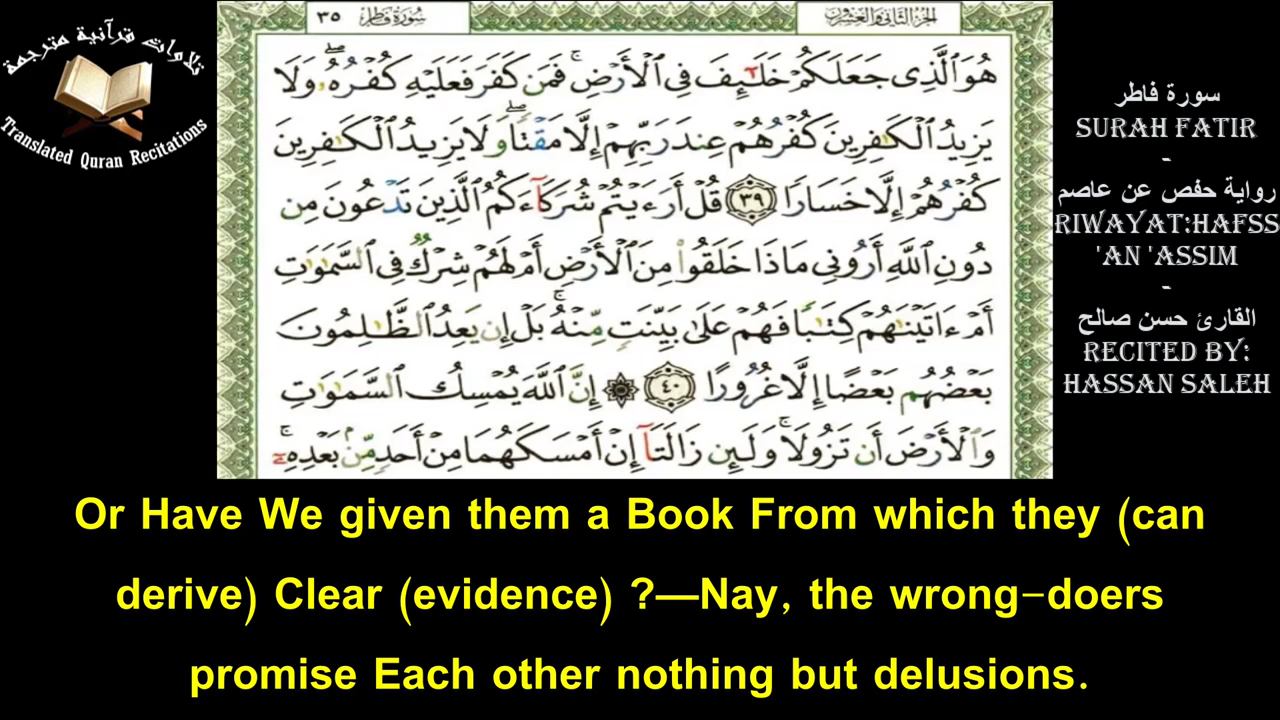 تلاوات قرآنية مترجمة
Translated Quran Recitations
سورة فاطر ٣٥
الجزء الثاني والعشرون
هُوَ ٱلَّذِى جَعَلَكُمْ خَلَٰٓئِفَ فِى ٱلْأَرْضِ ۚ فَمَن كَفَرَ فَعَلَيْهِ كُفْرُهُۥ ۖ وَلَا
يَزِيدُ ٱلْكَٰفِرِينَ كُفْرُهُمْ عِندَ رَبِّهِمْ إِلَّا مَقْتًا ۖ وَلَا يَزِيدُ ٱلْكَٰفِرِينَ
كُفْرُهُمْ إِلَّا خَسَارًا ٣٩ قُلْ أَرَءَيْتُمْ شُرَكَآءَكُمُ ٱلَّذِينَ تَدْعُونَ مِن
دُونِ ٱللَّهِ أَرُونِى مَاذَا خَلَقُوا۟ مِنَ ٱلْأَرْضِ أَمْ لَهُمْ شِرْكٌ فِى ٱلسَّمَٰوَٰتِ
أَمْ ءَاتَيْنَٰهُمْ كِتَٰبًا فَهُمْ عَلَىٰ بَيِّنَتٍ مِّنْهُ ۚ بَلْ إِن يَعِدُ ٱلظَّٰلِمُونَ
بَعْضُهُم بَعْضًا إِلَّا غُرُورًا ٤٠ ۞ إِنَّ ٱللَّهَ يُمْسِكُ ٱلسَّمَٰوَٰتِ
وَٱلْأَرْضَ أَن تَزُولَا ۚ وَلَئِن زَالَتَآ إِنْ أَمْسَكَهُمَا مِنْ أَحَدٍ مِّنۢ بَعْدِهِۦٓ ۚ
سورة فاطر
SURAH FATIR
-
رواية حفص عن عاصم
RIWAYAT:HAFSS
'AN 'ASSIM
-
القارئ حسن صالح
RECITED BY:
HASSAN SALEH
Or Have We given them a Book From which they (can
derive) Clear (evidence) ?—Nay, the wrong-doers
promise Each other nothing but delusions.